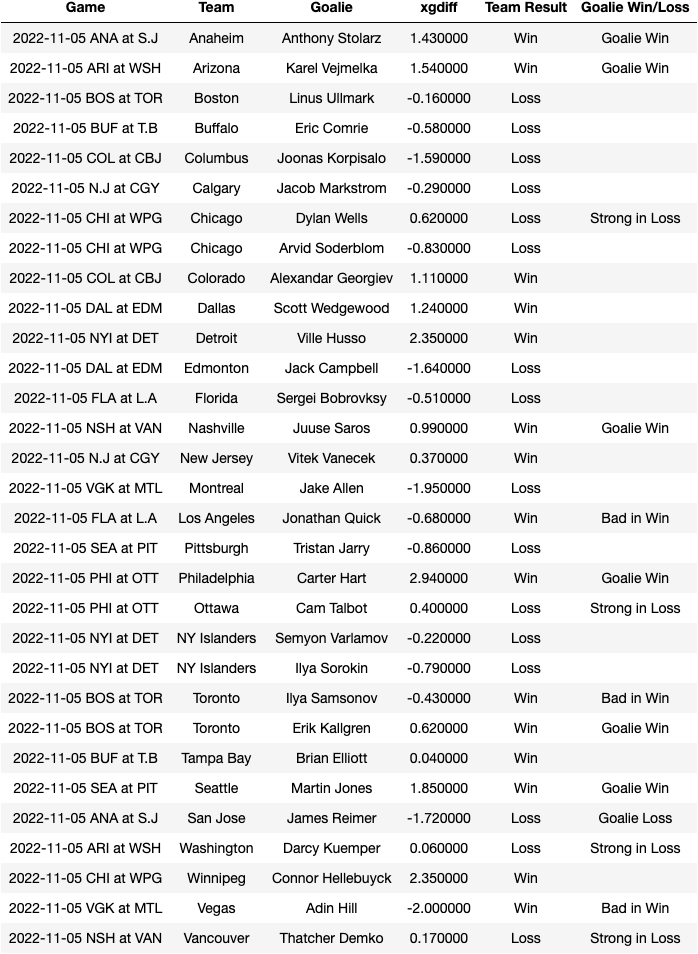 Game Team Goalie xgdiff Team Result Goalie Win/Loss
2022-11-05 ANA at S.J Anaheim Anthony Stolarz 1.430000 Win Goalie Win
2022-11-05 ARI at WSH Arizona Karel Vejmelka 1.540000 Win Goalie Win
2022-11-05 BOS at TOR Boston Linus Ullmark -0.160000 Loss
2022-11-05 BUF at T.B Buffalo Eric Comrie -0.580000 Loss
2022-11-05 COL at CBJ Columbus Joonas Korpisalo -1.590000 Loss
2022-11-05 N.J at CGY Calgary Jacob Markstrom -0.290000 Loss
2022-11-05 CHI at WPG Chicago Dylan Wells 0.620000 Loss Strong in Loss
2022-11-05 CHI at WPG Chicago Arvid Soderblom -0.830000 Loss
2022-11-05 COL at CBJ Colorado Alexandar Georgiev 1.110000 Win
2022-11-05 DAL at EDM Dallas Scott Wedgewood 1.240000 Win
2022-11-05 NYI at DET Detroit Ville Husso 2.350000 Win
2022-11-05 DAL at EDM Edmonton Jack Campbell -1.640000 Loss
2022-11-05 FLA at L.A Florida Sergei Bobrovksy -0.510000 Loss
2022-11-05 NSH at VAN Nashville Juuse Saros 0.990000 Win Goalie Win
2022-11-05 N.J at CGY New Jersey Vitek Vanecek 0.370000 Win
2022-11-05 VGK at MTL Montreal Jake Allen -1.950000 Loss
2022-11-05 FLA at L.A Los Angeles Jonathan Quick -0.680000 Win Bad in Win
2022-11-05 SEA at PIT Pittsburgh Tristan Jarry -0.860000 Loss
2022-11-05 PHI at OTT Philadelphia Carter Hart 2.940000 Win Goalie Win
2022-11-05 PHI at OTT Ottawa Cam Talbot 0.400000 Loss Strong in Loss
2022-11-05 NYI at DET NY Islanders Semyon Varlamov -0.220000 Loss
2022-11-05 NYI at DET NY Islanders Ilya Sorokin -0.790000 Loss
2022-11-05 BOS at TOR Toronto Ilya Samsonov -0.430000 Win Bad in Win
2022-11-05 BOS at TOR Toronto Erik Kallgren 0.620000 Win Goalie Win
2022-11-05 BUF at T.B Tampa Bay Brian Elliott 0.040000 Win
2022-11-05 SEA at PIT Seattle Martin Jones 1.850000 Win Goalie Win
2022-11-05 ANA at S.J San Jose James Reimer -1.720000 Loss Goalie Loss
2022-11-05 ARI at WSH Washington Darcy Kuemper 0.060000 Loss Strong in Loss
2022-11-05 CHI at WPG Winnipeg Connor Hellebuyck 2.350000 Win
2022-11-05 VGK at MTL Vegas Adin Hill -2.000000 Win Bad in Win
2022-11-05 NSH at VAN Vancouver Thatcher Demko 0.170000 Loss Strong in Loss